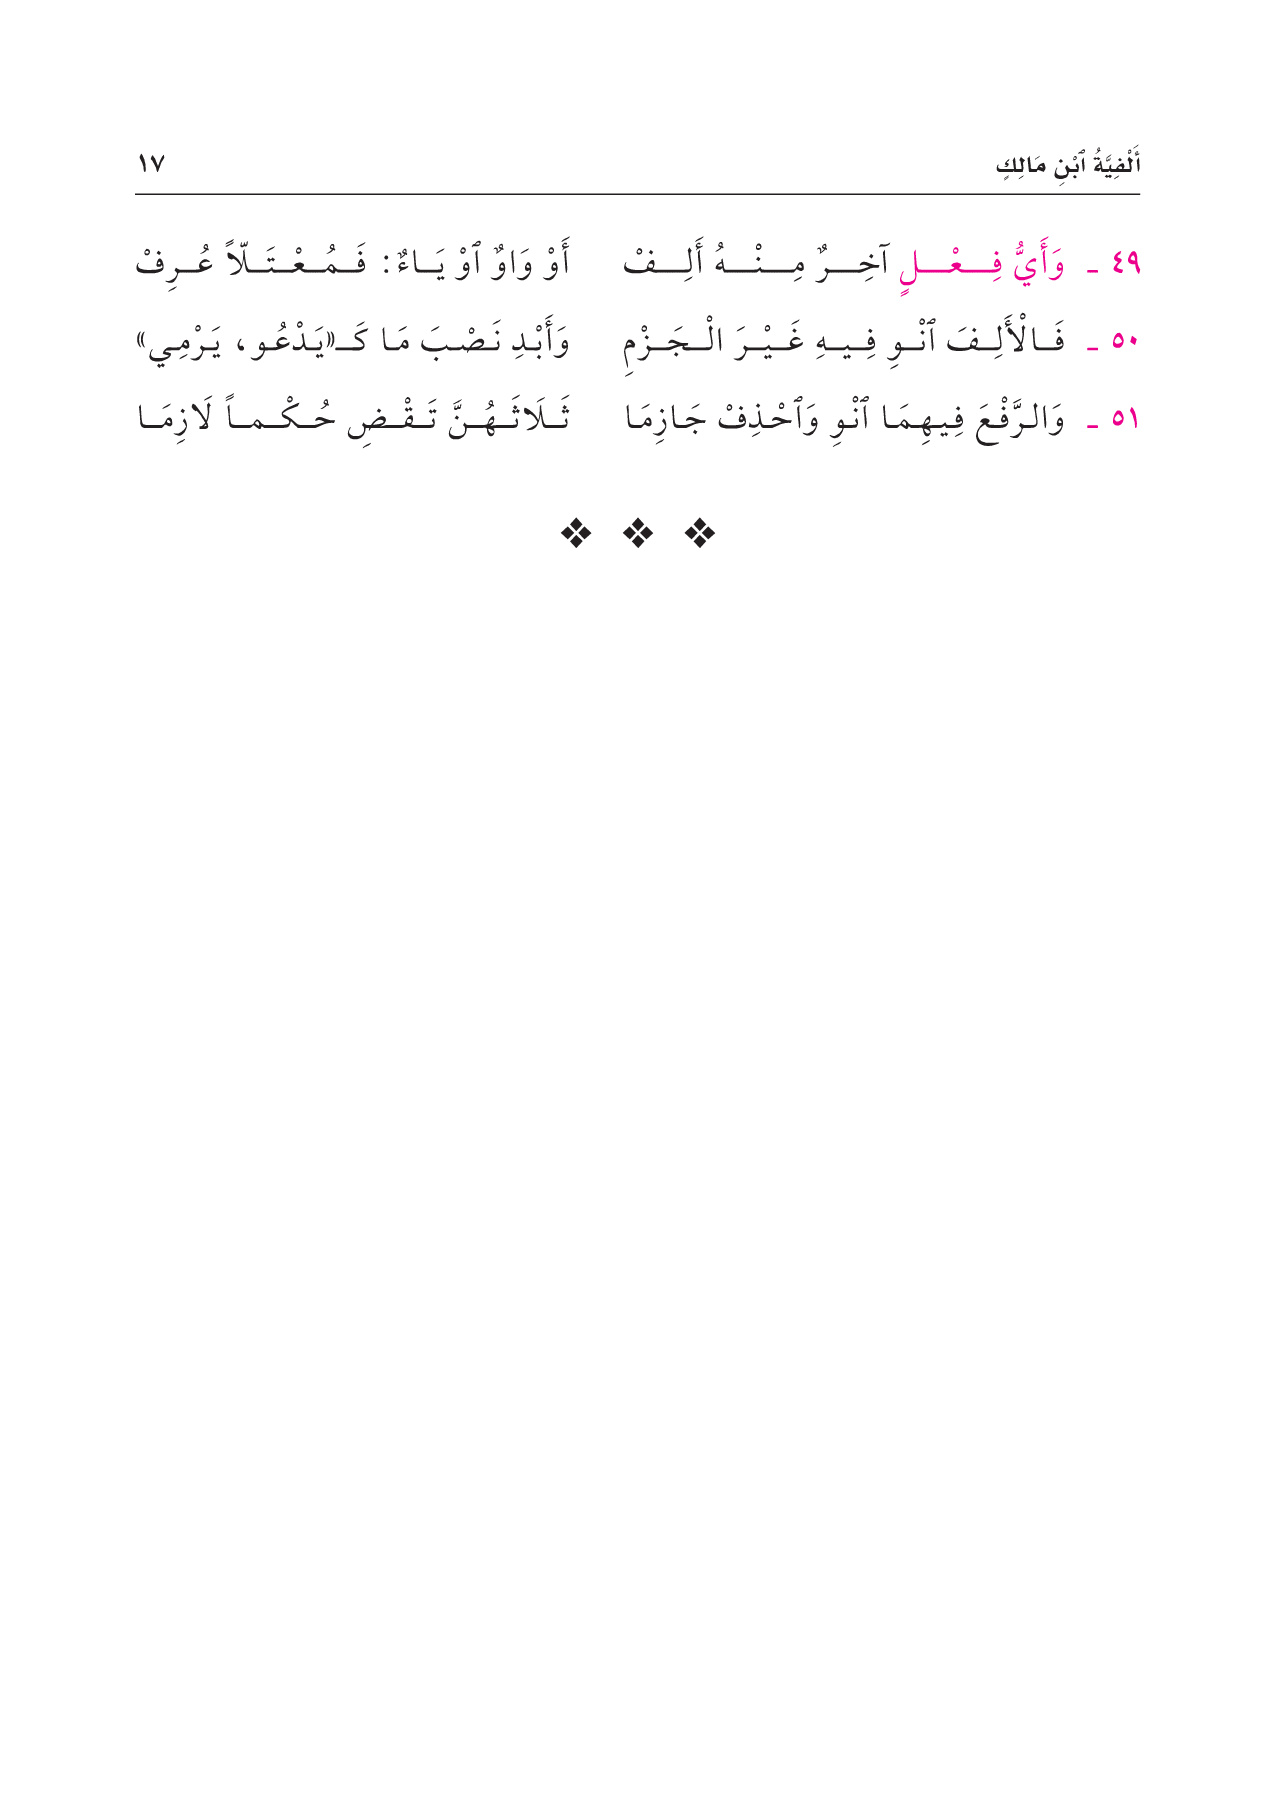 أَلْفِيَّةُ ٱبْنِ مَالِكٍ ١٧
٤٩ ـ وَأَيُّ فِعْلٍ آخِرٌ مِنْهُ أَلِفْ أَوْ وَاوٌ ٱوْ يَاءٌ: فَمُعْتَلّاً عُرِفْ
٥٠ ـ فَالْأَلِفَ ٱنْوِ فِيهِ غَيْرَ الْجَزْمِ وَأَبْدِ نَصْبَ مَا كَـ«يَدْعُو، يَرْمِي»
٥١ ـ وَالرَّفْعَ فِيهِمَا ٱنْوِ وَٱحْذِفْ جَازِمَا ثَلَاثَهُنَّ تَقْضِ حُكْماً لَازِمَا